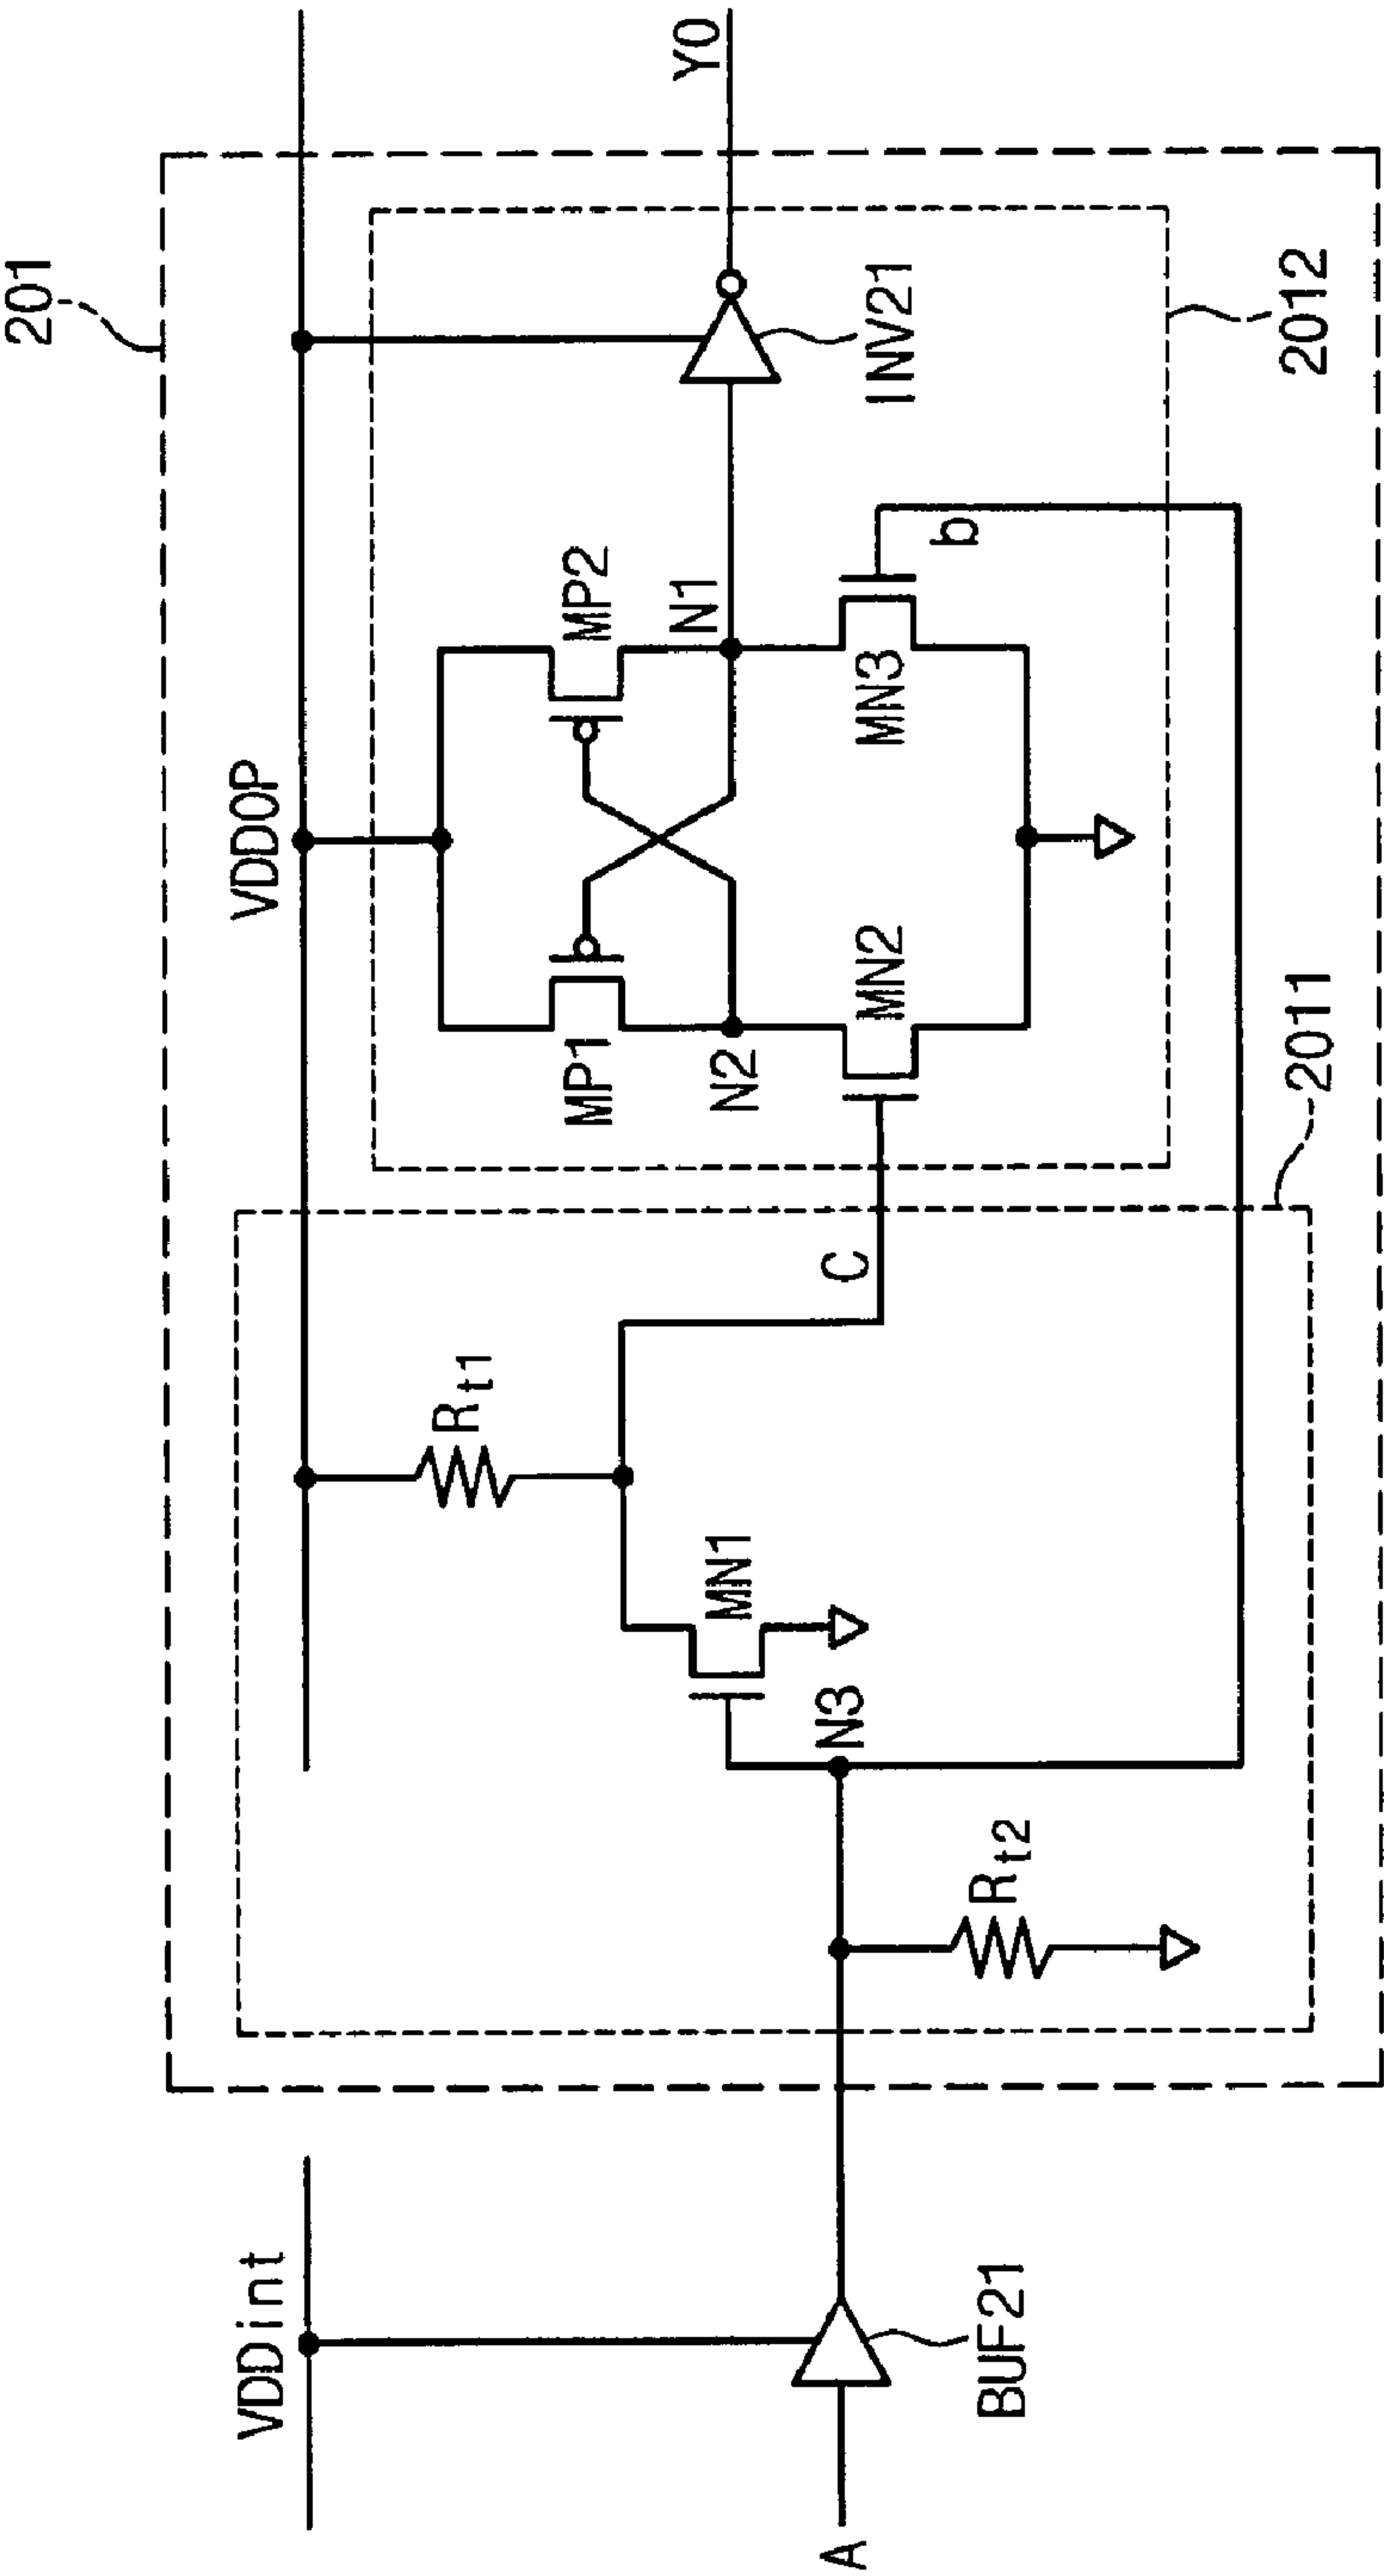 201
VDDint
VDDOP
Rt1
MP1
MP2
N2
N1
Y0
MN1
C
MN2
MN3
INV21
A
N3
b
BUF21
Rt2
2011
2012